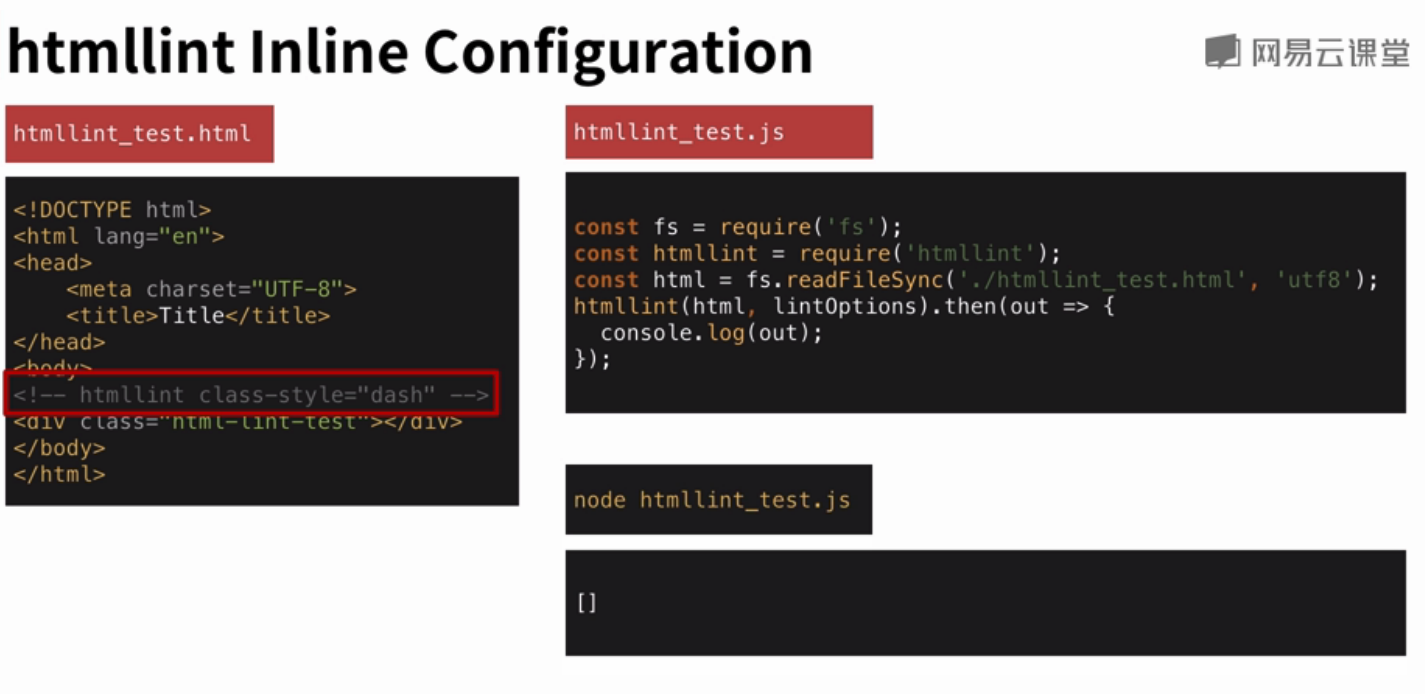 htmllint Inline Configuration
网易云课堂
htmllint_test.html
<!DOCTYPE html>
<html lang="en">
<head>
    <meta charset="UTF-8">
    <title>Title</title>
</head>
<body>
<!-- htmllint class-style="dash" -->
<div class="html-lint-test"></div>
</body>
</html>
htmllint_test.js
const fs = require('fs');
const htmllint = require('htmllint');
const html = fs.readFileSync('./htmllint_test.html', 'utf8');
htmllint(html, lintOptions).then(out => {
  console.log(out);
});
node htmllint_test.js
[]